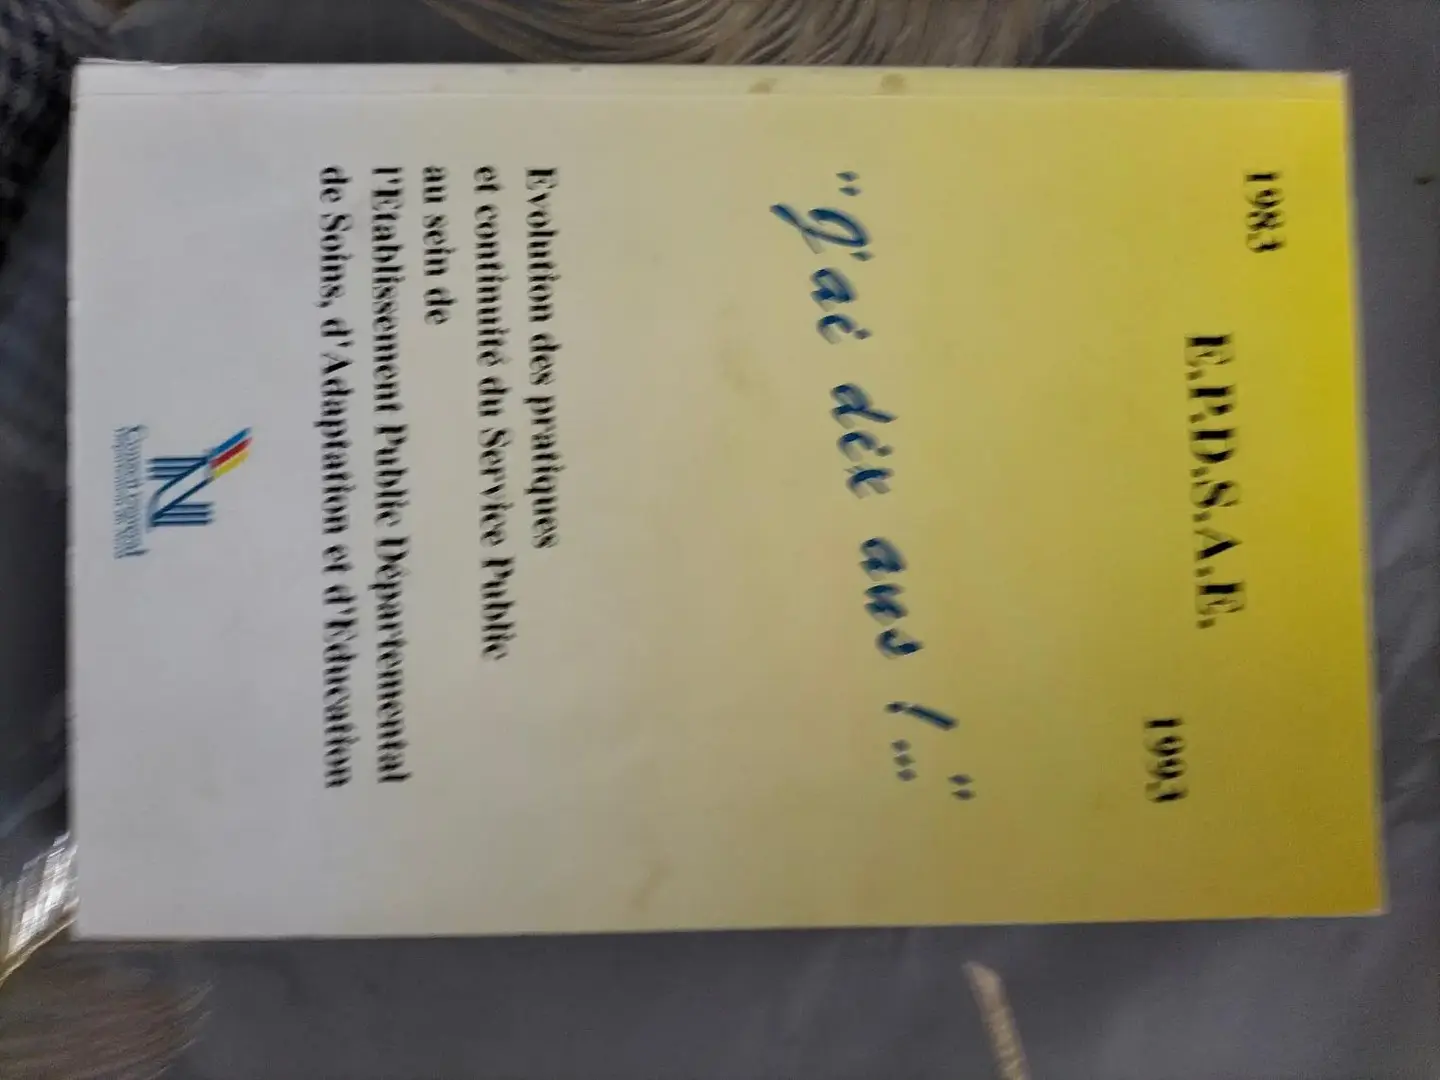 1983
E.P.D.S.A.E.
1993
"J'ai dix ans !..."
Evolution des pratiques
et continuité du Service Public
au sein de
l'Etablissement Public Départemental
de Soins, d'Adaptation et d'Education